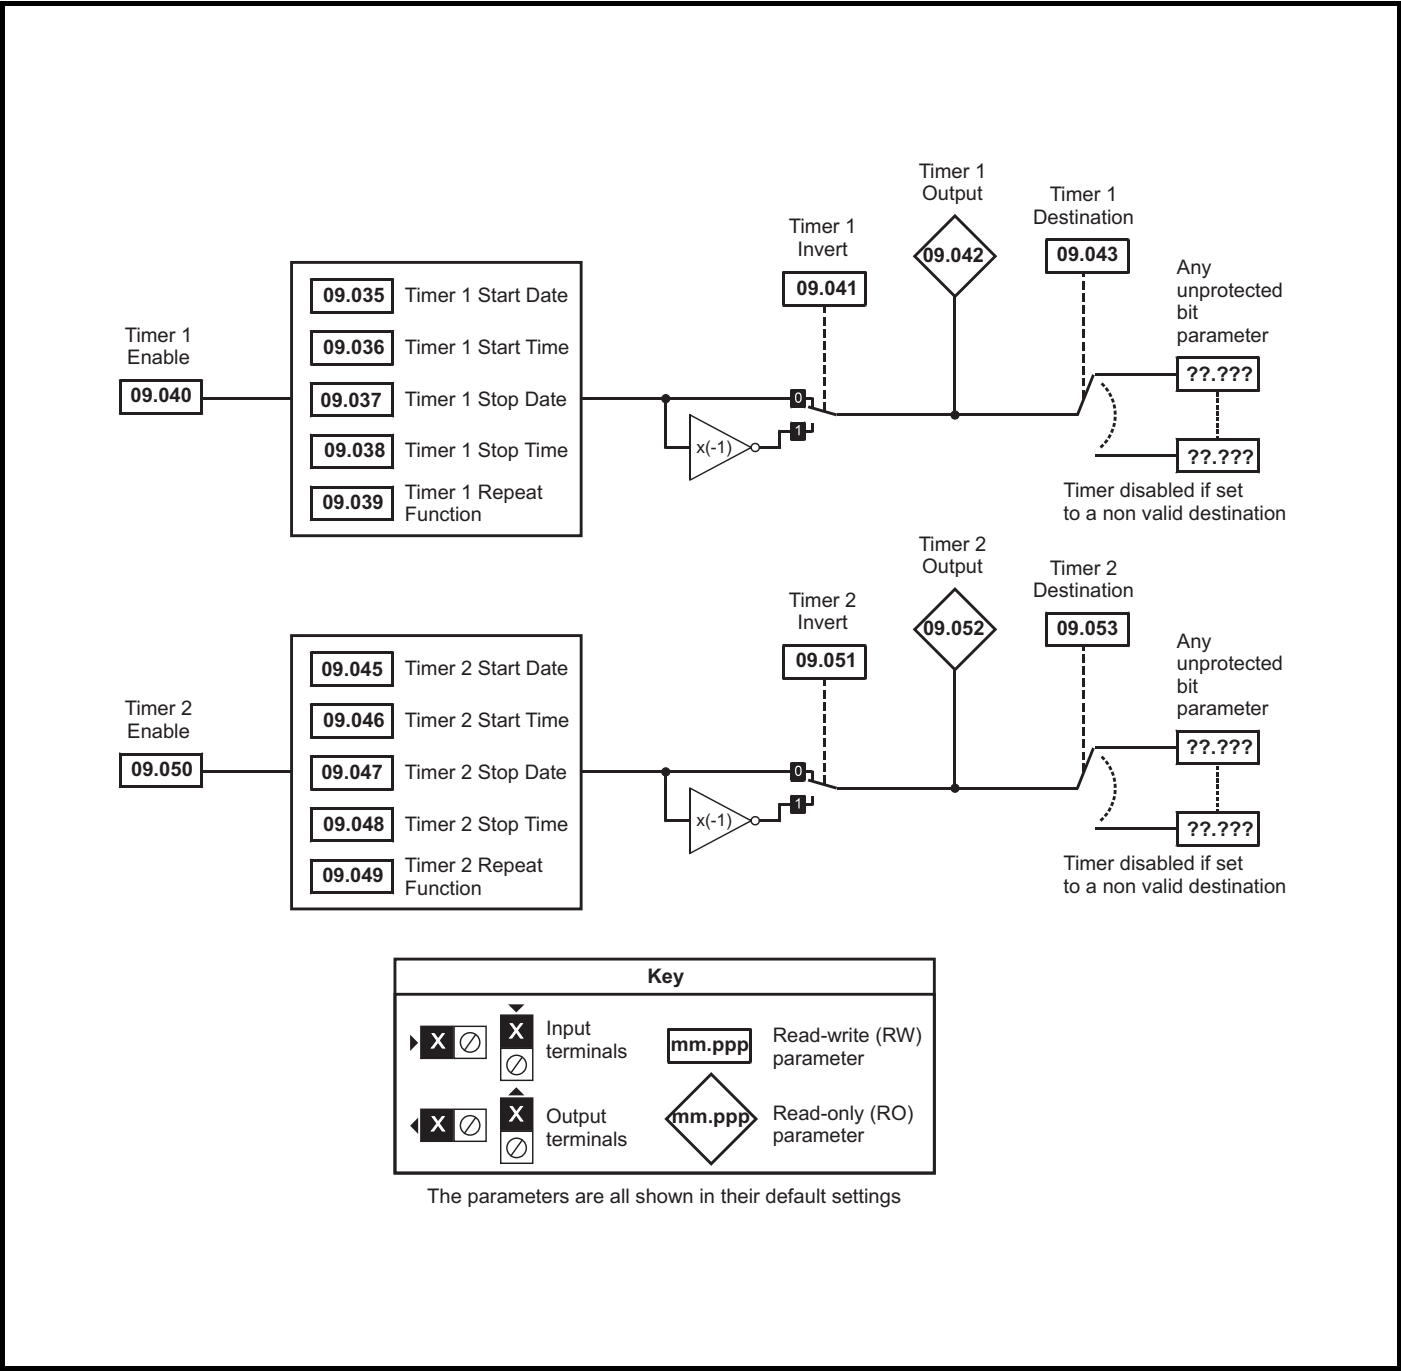 Timer 1
Enable
09.040
09.035 Timer 1 Start Date
09.036 Timer 1 Start Time
09.037 Timer 1 Stop Date
09.038 Timer 1 Stop Time
09.039 Timer 1 Repeat
Function
x(-1)
0
1
Timer 1
Invert
09.041
Timer 1
Output
09.042
Timer 1
Destination
09.043
Any
unprotected
bit
parameter
??.???
??.???
Timer disabled if set
to a non valid destination
Timer 2
Enable
09.050
09.045 Timer 2 Start Date
09.046 Timer 2 Start Time
09.047 Timer 2 Stop Date
09.048 Timer 2 Stop Time
09.049 Timer 2 Repeat
Function
x(-1)
0
1
Timer 2
Invert
09.051
Timer 2
Output
09.052
Timer 2
Destination
09.053
Any
unprotected
bit
parameter
??.???
??.???
Timer disabled if set
to a non valid destination
Key
X
X
Input
terminals
mm.ppp
Read-write (RW)
parameter
X
X
Output
terminals
mm.ppp
Read-only (RO)
parameter
The parameters are all shown in their default settings